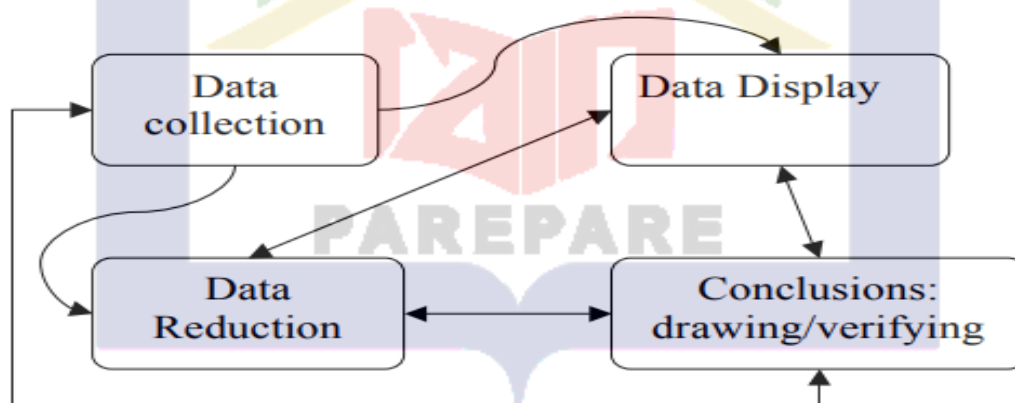 Data
collection
Data Display
PAREPARE
Data
Reduction
Conclusions:
drawing/verifying